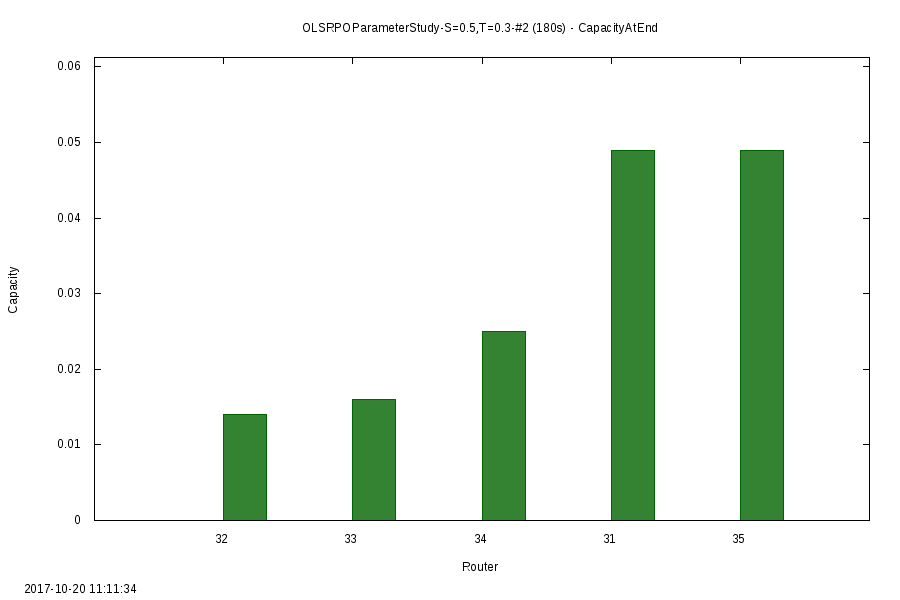 OLSRPOParameterStudy-S=0.5,T=0.3-#2 (180s) - CapacityAtEnd
0.06
0.05
0.04
0.03
0.02
0.01
0
Capacity
32 33 34 31 35
Router
2017-10-20 11:11:34